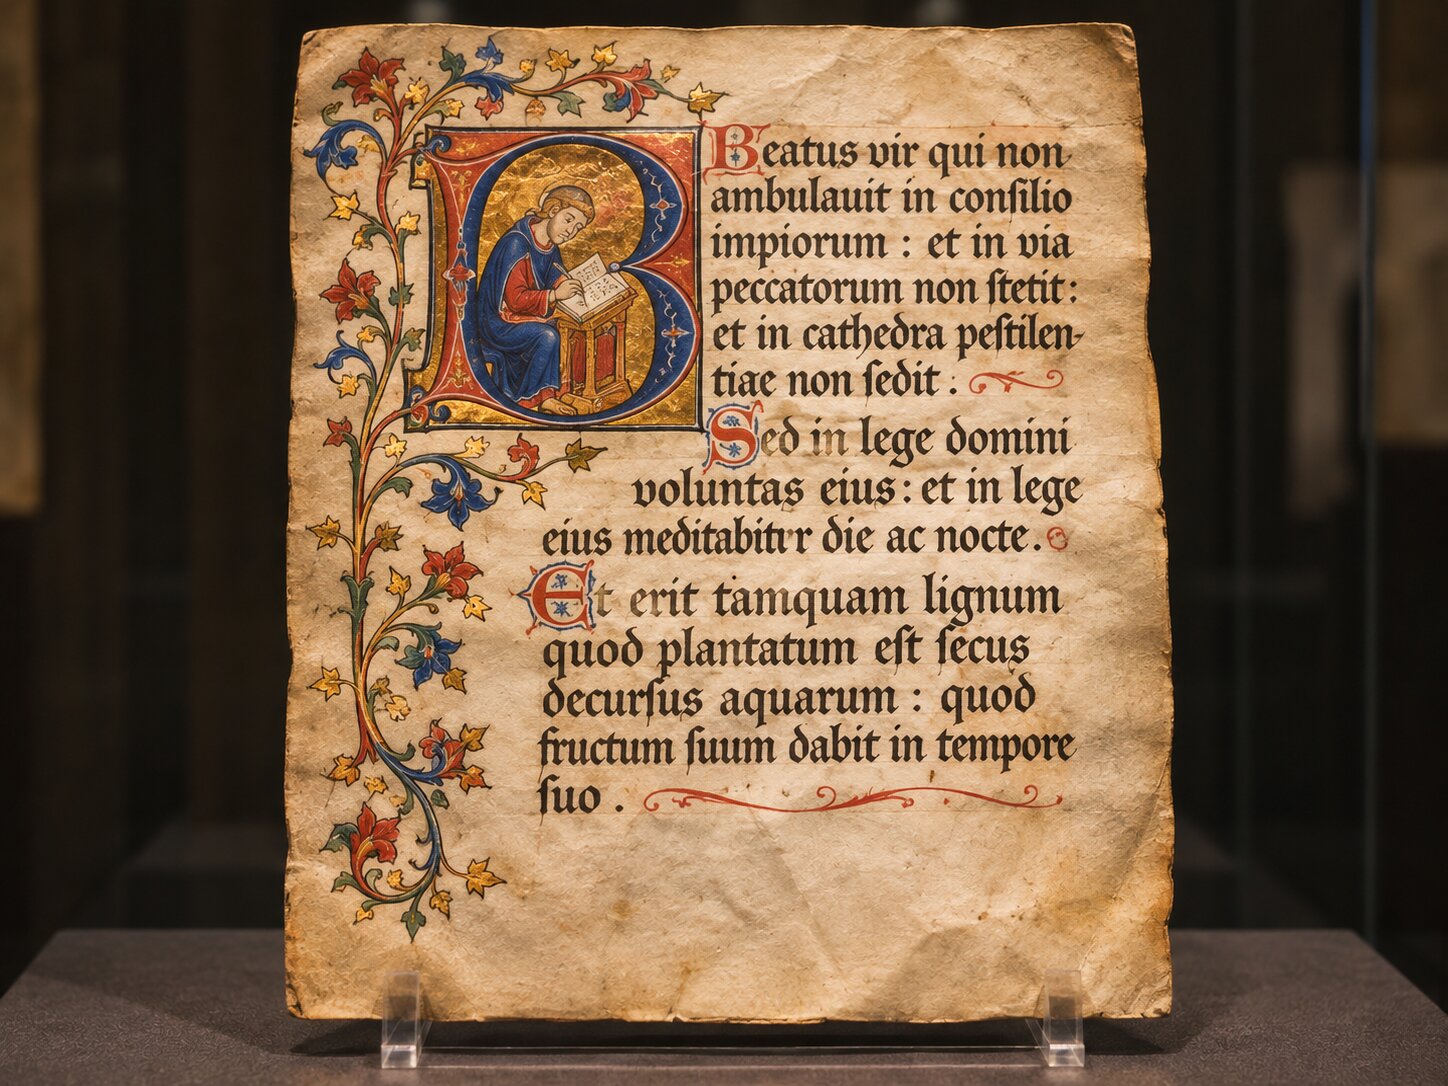 Beatus vir qui non
ambulauit in conſilio
impiorum : et in via
peccatorum non ſtetit:
et in cathedra peſtilen-
tiae non ſedit :
Sed in lege domini
voluntas eius : et in lege
eius meditabitur die ac nocte.
Et erit tamquam lignum
quod plantatum eſt ſecus
decurſus aquarum : quod
fructum ſuum dabit in tempore
ſuo .